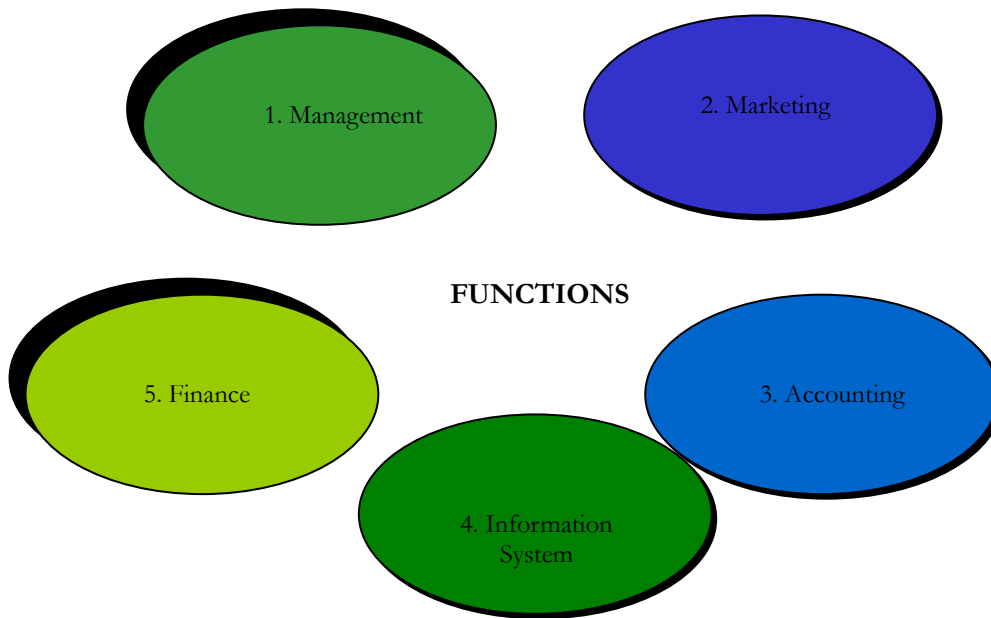 1. Management
2. Marketing
FUNCTIONS
5. Finance
3. Accounting
4. Information
System